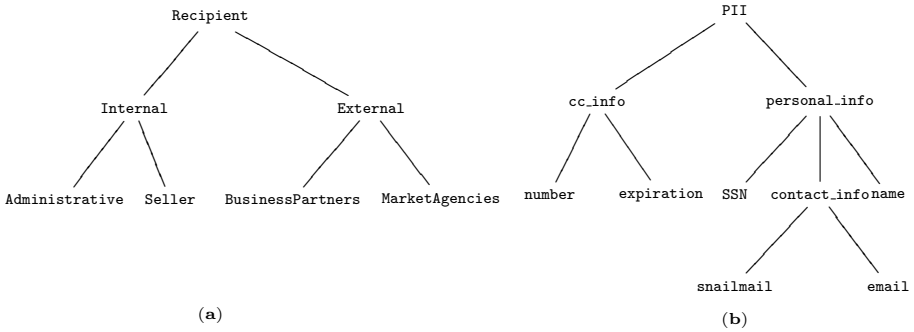 Recipient
Internal External
Administrative Seller BusinessPartners MarketAgencies
(a)
PII
cc_info personal_info
number expiration SSN contact_info name
snailmail email
(b)